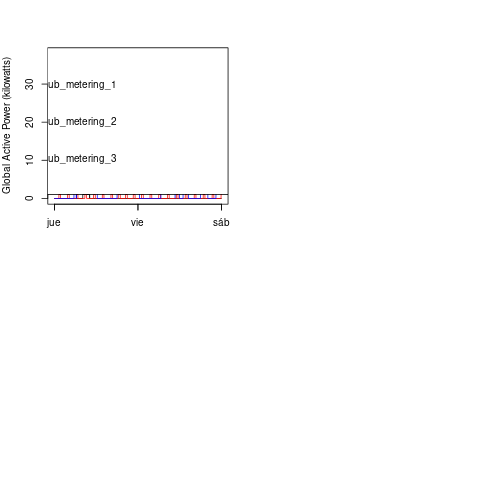 Global Active Power (kilowatts)
30
ub_metering_1
20
ub_metering_2
10
ub_metering_3
0
jue vie sáb